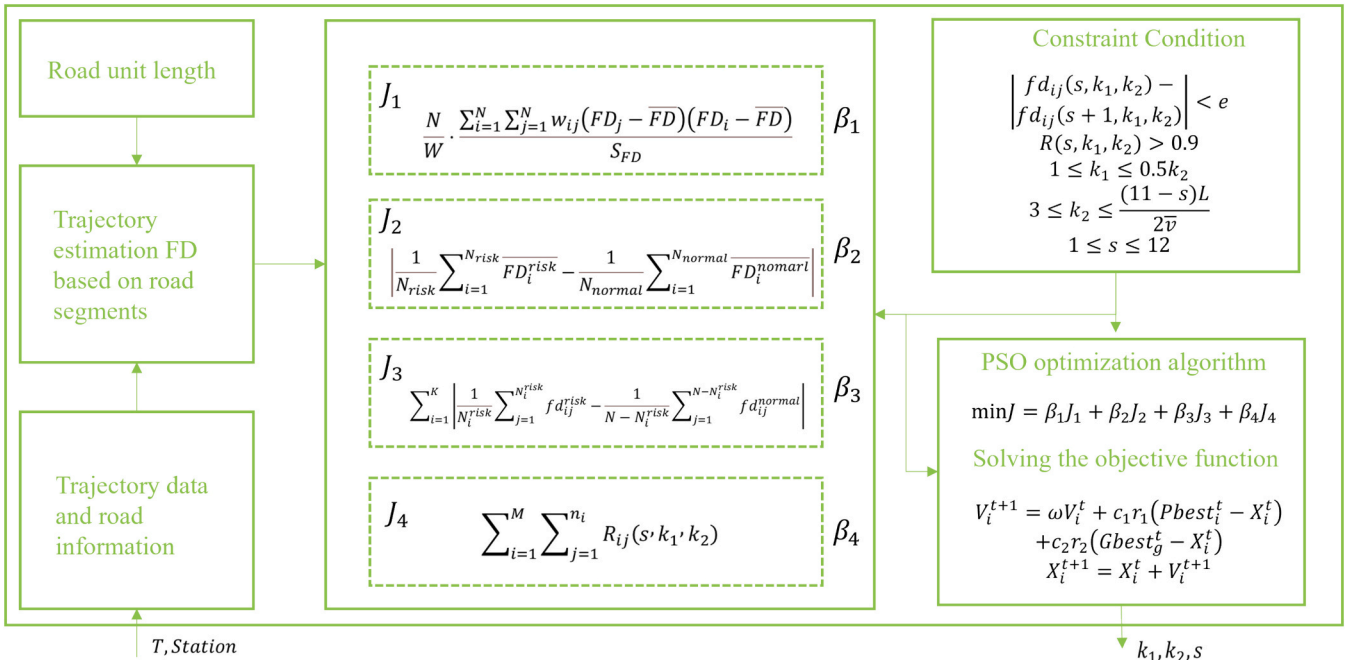 Road unit length
Trajectory
estimation FD
based on road
segments
Trajectory data
and road
information
T, Station
J₁
N/W · ∑_{i=1}^{N} ∑_{j=1}^{N} w_{ij}(FD_j − \overline{FD})(FD_i − \overline{FD}) / S_{FD}
β₁
J₂
|1/N_{risk} ∑_{i=1}^{N_{risk}} \overline{FD_i^{risk}} − 1/N_{normal} ∑_{i=1}^{N_{normal}} \overline{FD_i^{nomarl}}|
β₂
J₃
∑_{i=1}^{K} |1/N_i^{risk} ∑_{j=1}^{N_i^{risk}} fd_{ij}^{risk} − 1/(N − N_i^{risk}) ∑_{j=1}^{N−N_i^{risk}} fd_{ij}^{normal}|
β₃
J₄
∑_{i=1}^{M} ∑_{j=1}^{n_i} R_{ij}(s,k₁,k₂)
β₄
Constraint Condition
|fd_{ij}(s, k₁, k₂) −
fd_{ij}(s + 1, k₁, k₂)| < e
R(s, k₁, k₂) > 0.9
1 ≤ k₁ ≤ 0.5k₂
3 ≤ k₂ ≤ (11 − s)L / 2\overline{v}
1 ≤ s ≤ 12
PSO optimization algorithm
minJ = β₁J₁ + β₂J₂ + β₃J₃ + β₄J₄
Solving the objective function
V_i^{t+1} = ωV_i^t + c₁r₁(Pbest_i^t − X_i^t)
+c₂r₂(Gbest_g^t − X_i^t)
X_i^{t+1} = X_i^t + V_i^{t+1}
k₁, k₂, s